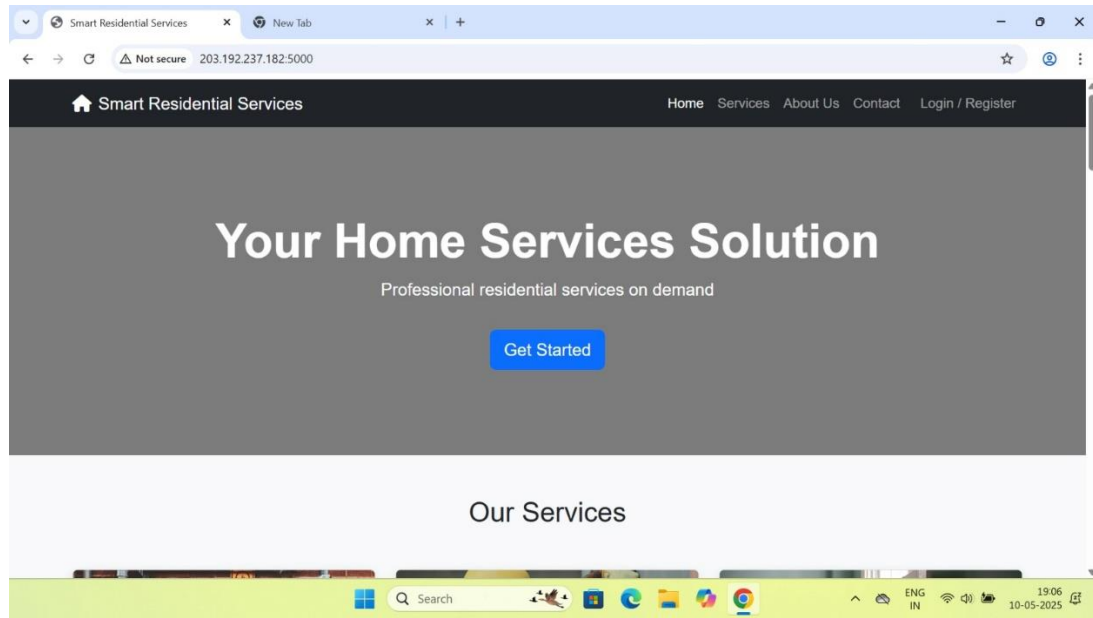 Smart Residential Services
New Tab
Not secure 203.192.237.182:5000
Smart Residential Services Home Services About Us Contact Login / Register
Your Home Services Solution
Professional residential services on demand
Get Started
Our Services
Search
ENG 19:06
IN 10-05-2025